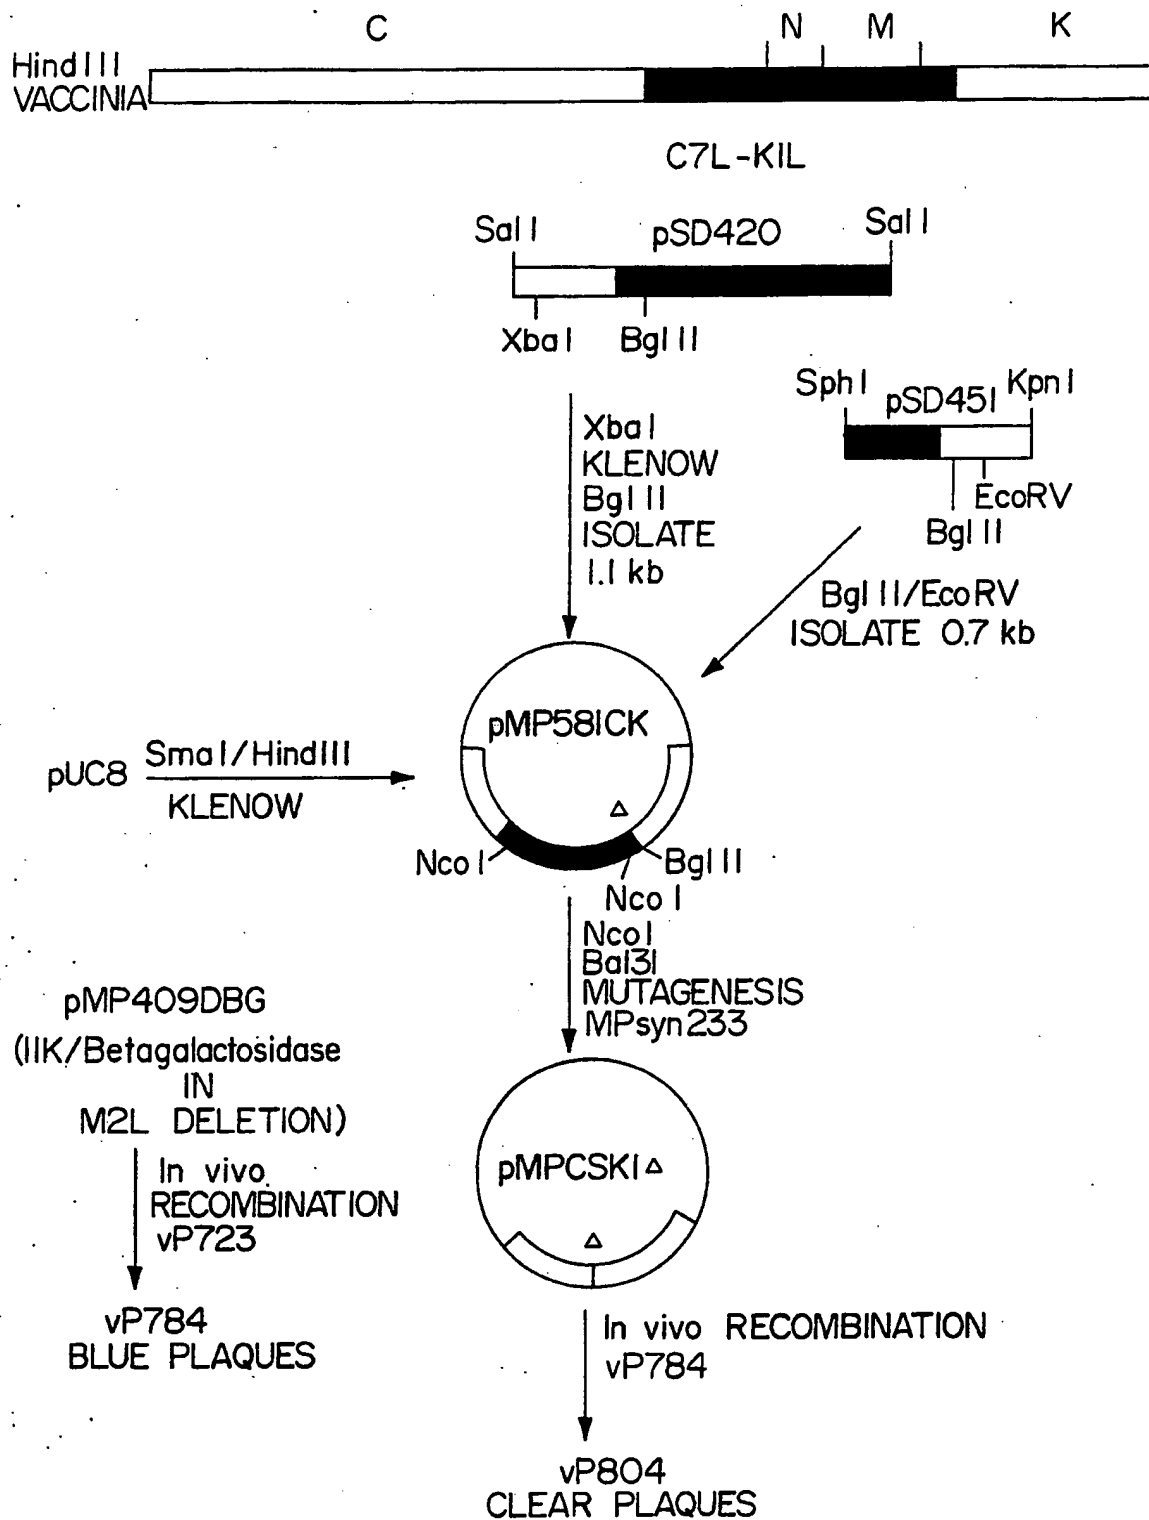 C N M K
HindIII
VACCINIA
C7L-KIL
SalI pSD420 SalI
XbaI BglII
SphI pSD451 KpnI
EcoRV
BglII
XbaI
KLENOW
BglII
ISOLATE
1.1 kb
BglII/EcoRV
ISOLATE 0.7 kb
pMP581CK
pUC8 SmaI/HindIII
KLENOW
Δ
NcoI BglII
NcoI
NcoI
Bal31
MUTAGENESIS
MPsyn233
pMP409DBG
(11K/Betagalactosidase
IN
M2L DELETION)
In vivo
RECOMBINATION
vP723
vP784
BLUE PLAQUES
pMPCSK1Δ
Δ
In vivo RECOMBINATION
vP784
vP804
CLEAR PLAQUES